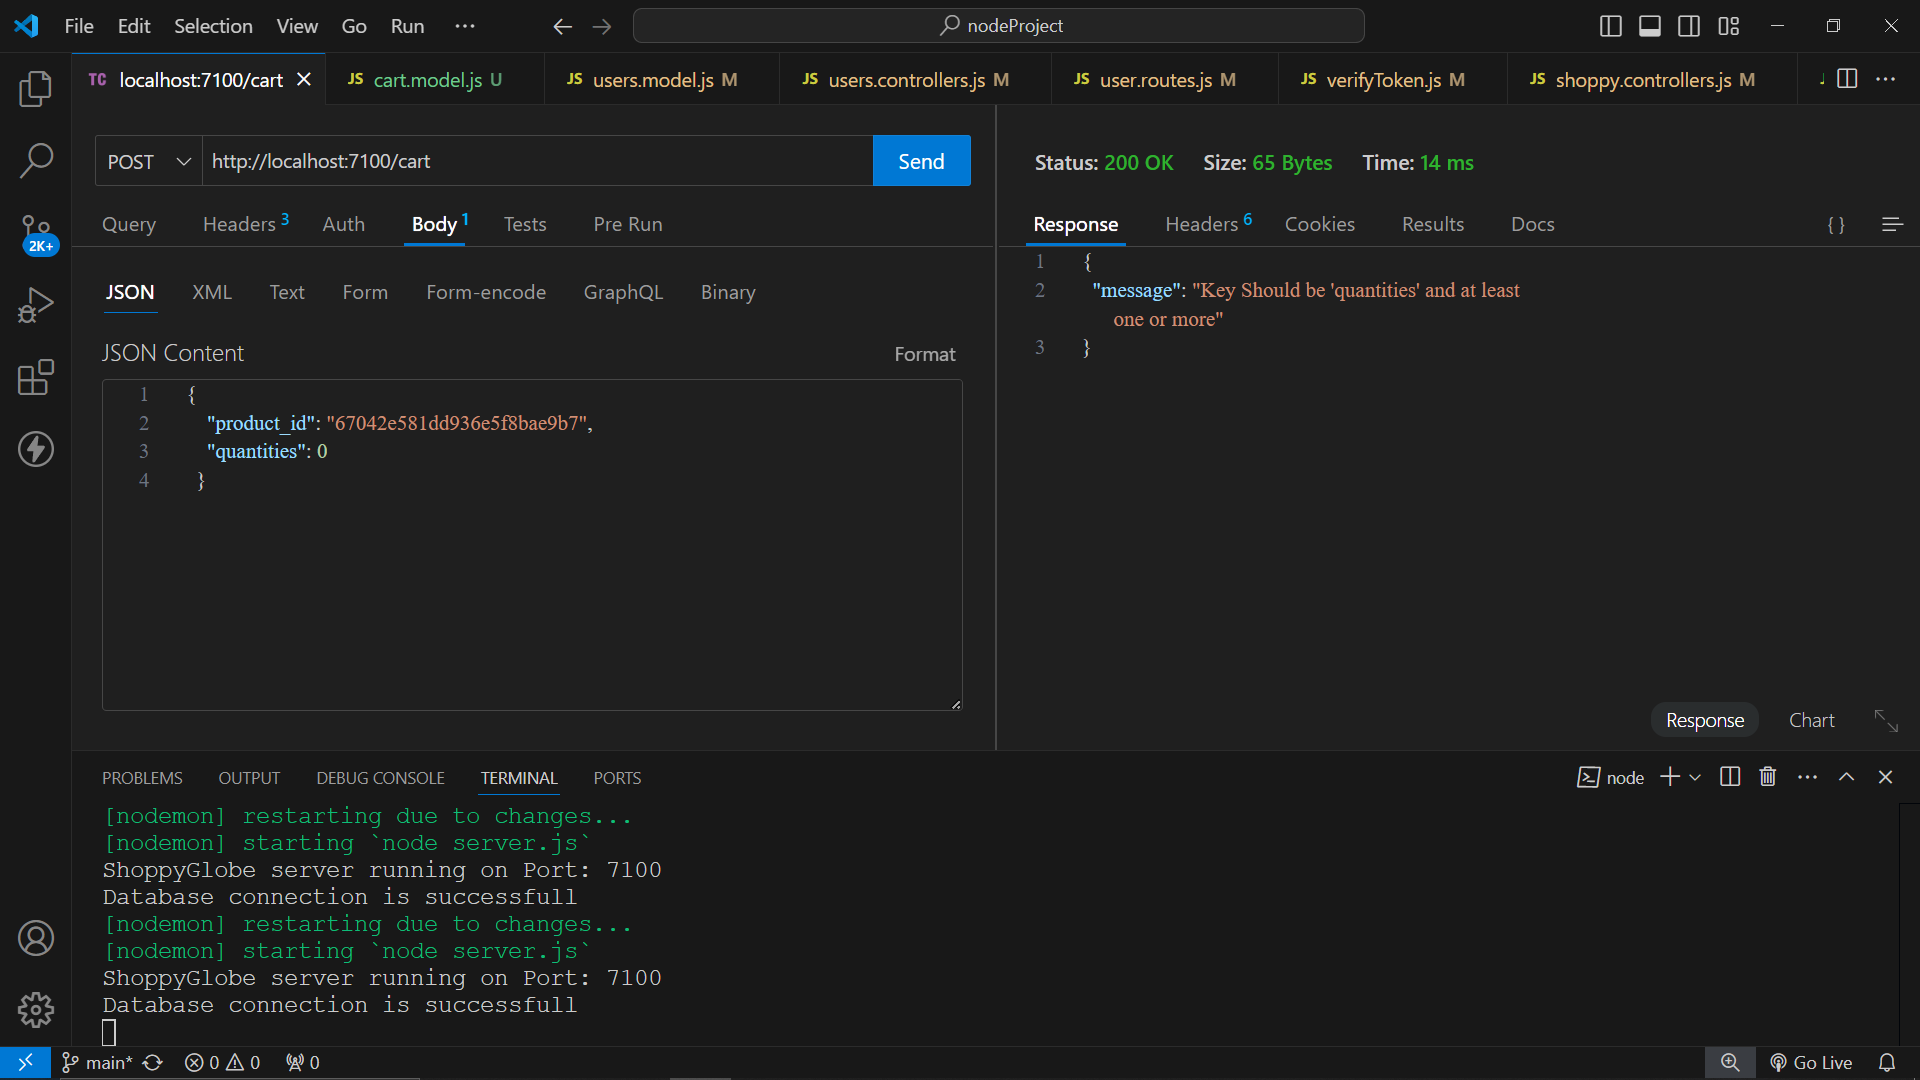 File Edit Selection View Go Run ··· nodeProject
TC localhost:7100/cart JS cart.model.js U JS users.model.js M JS users.controllers.js M JS user.routes.js M JS verifyToken.js M JS shoppy.controllers.js M
POST http://localhost:7100/cart Send
Status: 200 OK Size: 65 Bytes Time: 14 ms
Query Headers 3 Auth Body 1 Tests Pre Run
Response Headers 6 Cookies Results Docs { }
JSON XML Text Form Form-encode GraphQL Binary
JSON Content Format
1 {
2 "product_id": "67042e581dd936e5f8bae9b7",
3 "quantities": 0
4 }
1 {
2 "message": "Key Should be 'quantities' and at least
one or more"
3 }
Response Chart
PROBLEMS OUTPUT DEBUG CONSOLE TERMINAL PORTS node
[nodemon] restarting due to changes...
[nodemon] starting `node server.js`
ShoppyGlobe server running on Port: 7100
Database connection is successfull
[nodemon] restarting due to changes...
[nodemon] starting `node server.js`
ShoppyGlobe server running on Port: 7100
Database connection is successfull
2K+
main* 0 0 0 Go Live